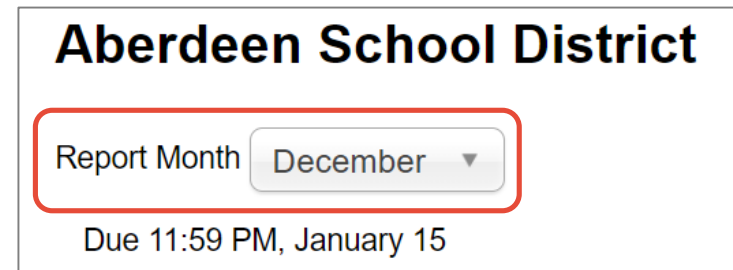 Aberdeen School District
Report Month December
Due 11:59 PM, January 15